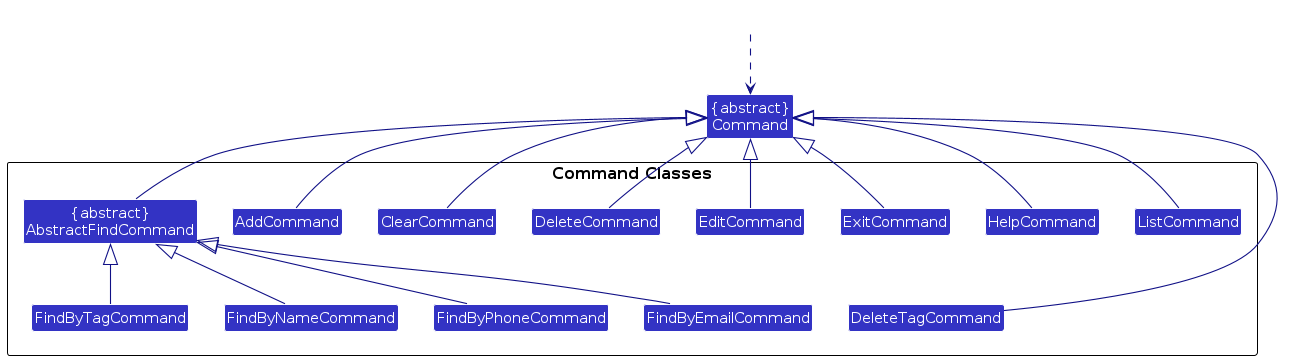 {abstract}
Command
Command Classes
{abstract}
AbstractFindCommand
AddCommand
ClearCommand
DeleteCommand
EditCommand
ExitCommand
HelpCommand
ListCommand
FindByTagCommand
FindByNameCommand
FindByPhoneCommand
FindByEmailCommand
DeleteTagCommand